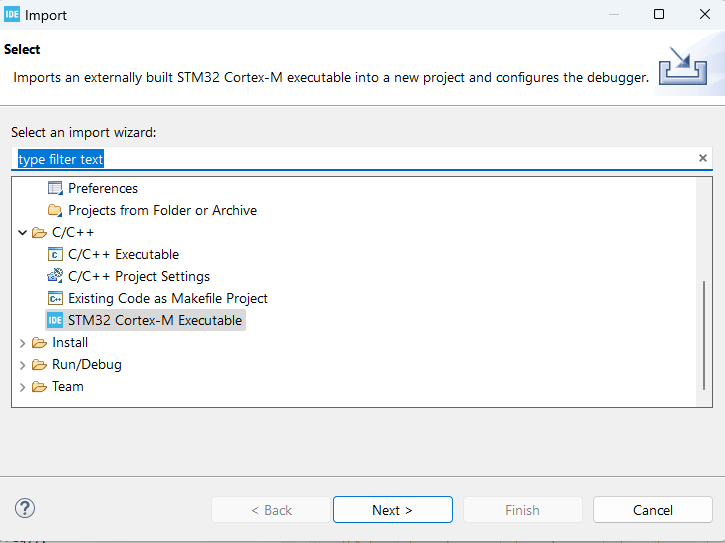 IDE Import
Select
Imports an externally built STM32 Cortex-M executable into a new project and configures the debugger.
Select an import wizard:
type filter text
Preferences
Projects from Folder or Archive
C/C++
C C/C++ Executable
C/C++ Project Settings
C++ Existing Code as Makefile Project
IDE STM32 Cortex-M Executable
Install
Run/Debug
Team
? < Back Next > Finish Cancel